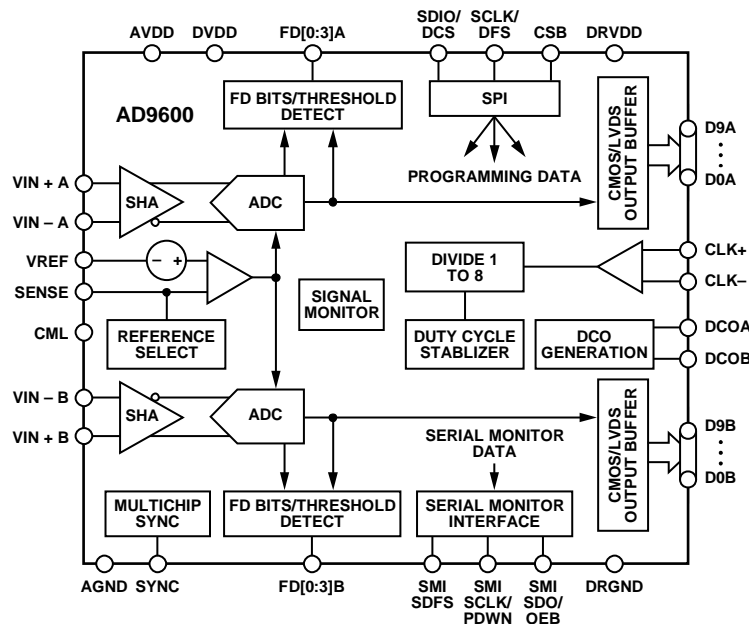 AVDD DVDD FD[0:3]A SDIO/ SCLK/ CSB DRVDD
DCS DFS
AD9600
FD BITS/THRESHOLD
DETECT
SPI
PROGRAMMING DATA
CMOS/LVDS
OUTPUT BUFFER
D9A
D0A
VIN + A
VIN – A
SHA
ADC
VREF
SENSE
CML
– +
REFERENCE
SELECT
SIGNAL
MONITOR
DIVIDE 1
TO 8
DUTY CYCLE
STABLIZER
DCO
GENERATION
CLK+
CLK–
DCOA
DCOB
VIN – B
VIN + B
SHA
ADC
SERIAL MONITOR
DATA
CMOS/LVDS
OUTPUT BUFFER
D9B
D0B
MULTICHIP
SYNC
FD BITS/THRESHOLD
DETECT
SERIAL MONITOR
INTERFACE
AGND SYNC FD[0:3]B SMI SMI SMI DRGND
SDFS SCLK/ SDO/
PDWN OEB